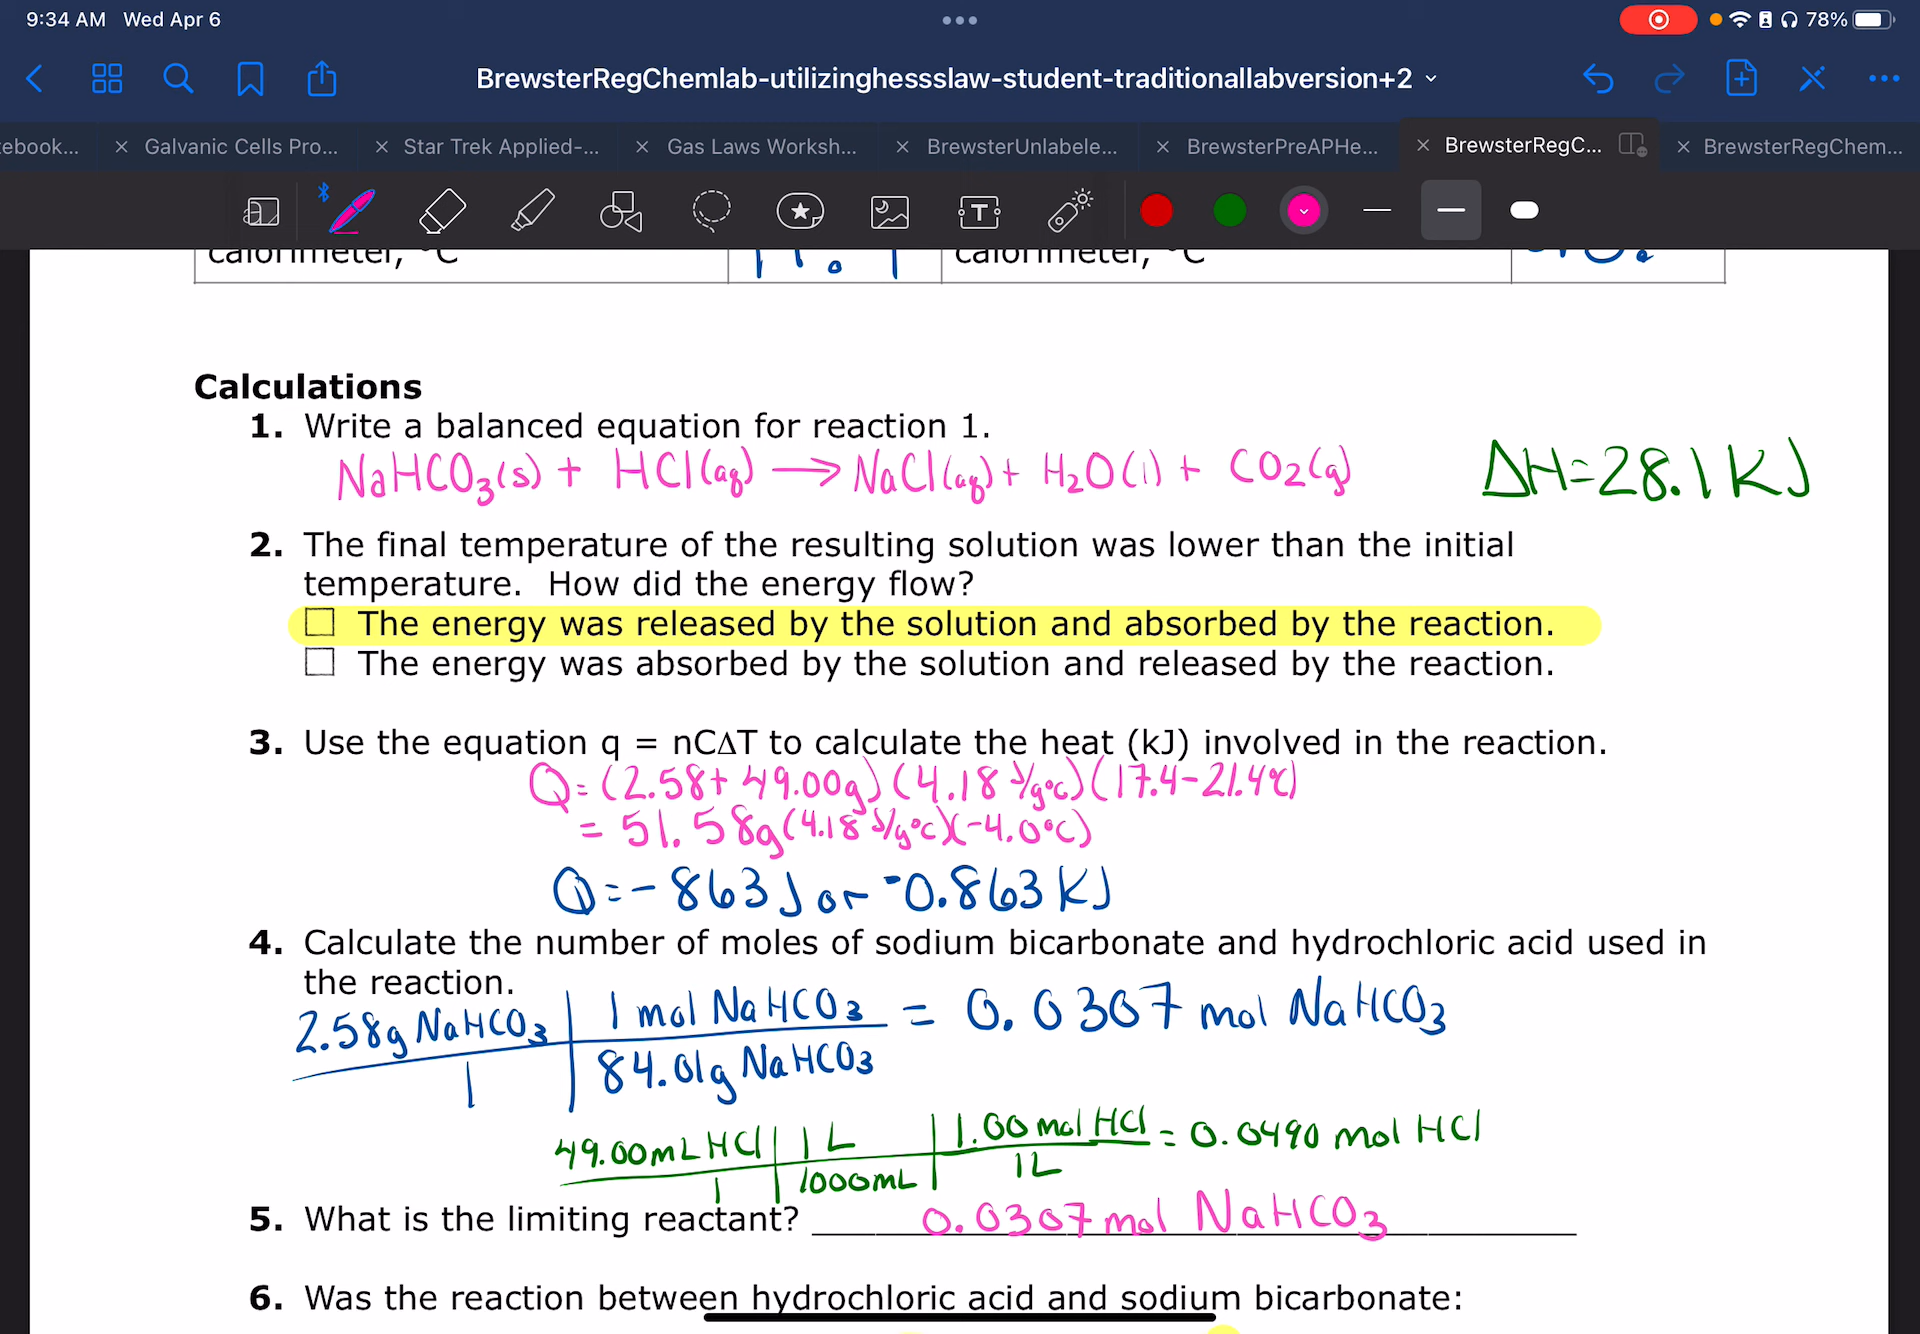 9:34 AM Wed Apr 6
78%
BrewsterRegChemlab-utilizinghessslaw-student-traditionallabversion+2
tebook...
× Galvanic Cells Pro...
× Star Trek Applied-...
× Gas Laws Worksh...
× BrewsterUnlabele...
× BrewsterPreAPHe...
× BrewsterRegC...
× BrewsterRegChem...
calorimeter, °C
calorimeter, °C
Calculations
1. Write a balanced equation for reaction 1.
NaHCO₃(s) + HCl(aq) → NaCl(aq) + H₂O(l) + CO₂(g) ΔH=28.1 KJ
2. The final temperature of the resulting solution was lower than the initial
temperature. How did the energy flow?
☐ The energy was released by the solution and absorbed by the reaction.
☐ The energy was absorbed by the solution and released by the reaction.
3. Use the equation q = nCΔT to calculate the heat (kJ) involved in the reaction.
Q=(2.58+49.00g)(4.18 J/g°C)(17.4-21.4°C)
= 51.58g(4.18 J/g°C)(-4.0°C)
Q=-863 J or -0.863 KJ
4. Calculate the number of moles of sodium bicarbonate and hydrochloric acid used in
the reaction.
2.58g NaHCO₃ | 1 mol NaHCO₃ = 0.0307 mol NaHCO₃
1 | 84.01g NaHCO₃
49.00mL HCl | 1 L | 1.00 mol HCl = 0.0490 mol HCl
1 | 1000mL | 1L
5. What is the limiting reactant? 0.0307 mol NaHCO₃
6. Was the reaction between hydrochloric acid and sodium bicarbonate: